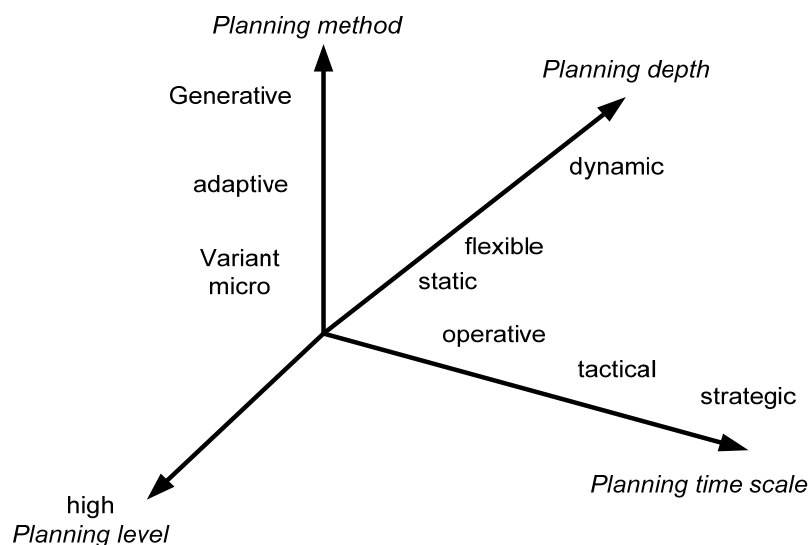 Planning method
Planning depth
Generative
dynamic
adaptive
flexible
Variant
micro
static
operative
tactical
strategic
Planning time scale
high
Planning level